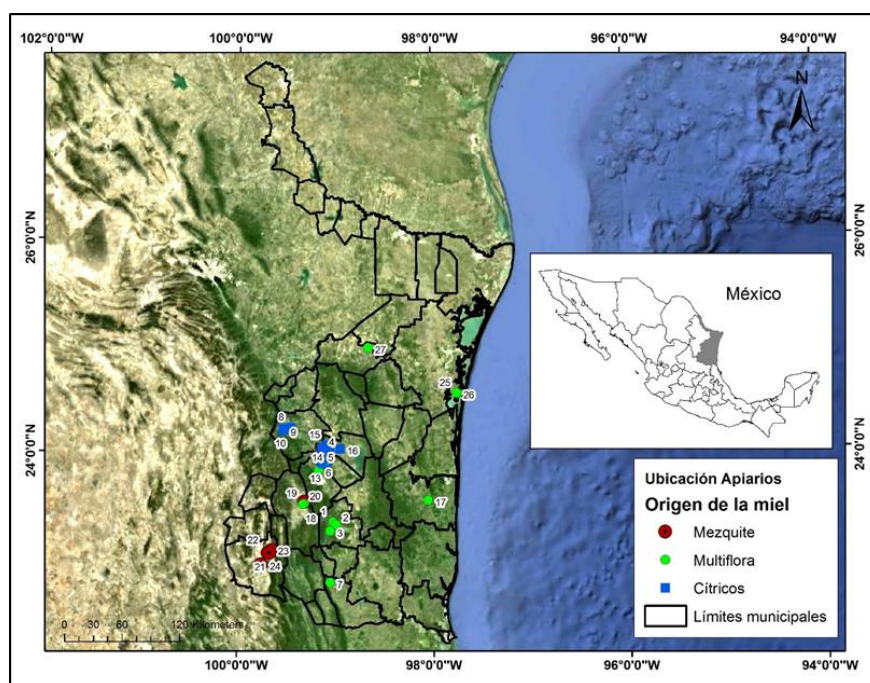 102°0'0"W 100°0'0"W 98°0'0"W 96°0'0"W 94°0'0"W
N
26°0'0"N
26°0'0"N
México
27
25
26
24°0'0"N
24°0'0"N
8
9
10
15
4
16
14
5
6
13
19
20
18
1
2
3
17
22
23
21
24
7
Ubicación Apiarios
Origen de la miel
Mezquite
Multiflora
Cítricos
Límites municipales
0 30 60 120 Kilometers
100°0'0"W 98°0'0"W 96°0'0"W 94°0'0"W